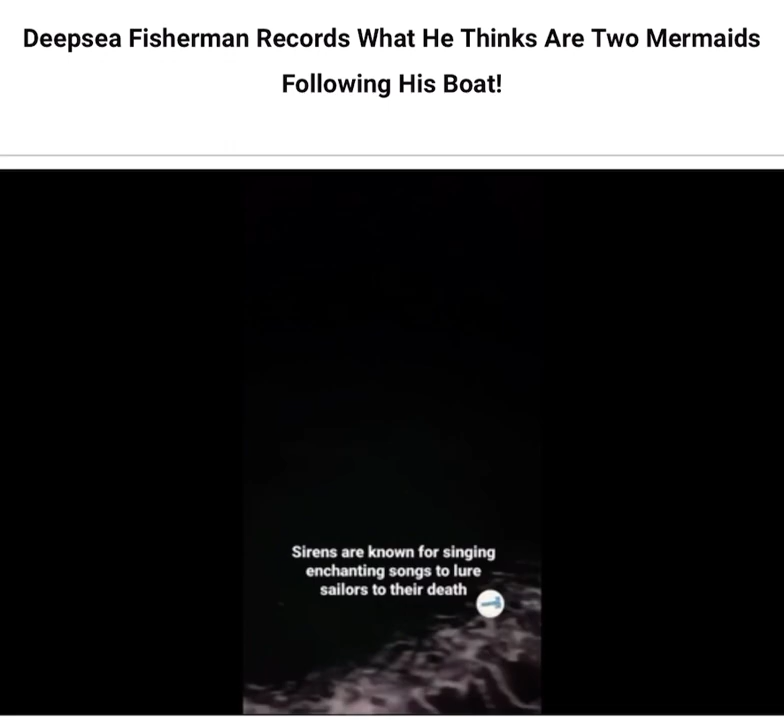 Deepsea Fisherman Records What He Thinks Are Two Mermaids
Following His Boat!
Sirens are known for singing
enchanting songs to lure
sailors to their death